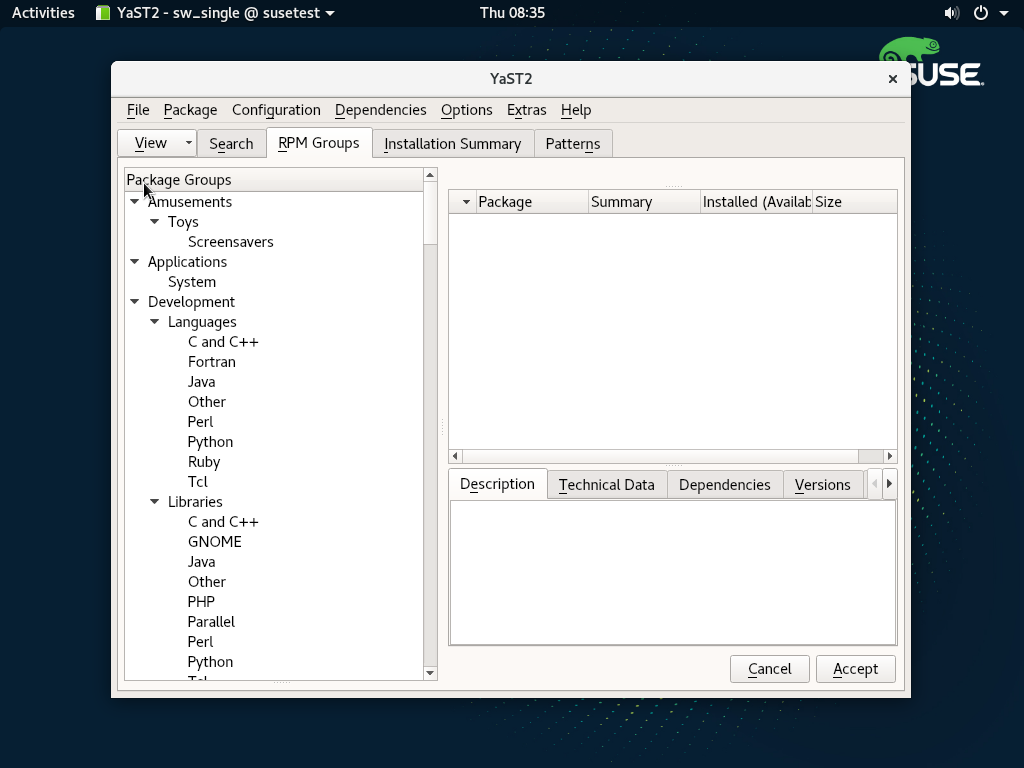 Activities YaST2 - sw_single @ susetest Thu 08:35
SUSE
YaST2
File Package Configuration Dependencies Options Extras Help
View Search RPM Groups Installation Summary Patterns
Package Groups
Package Summary Installed (Availab Size
Amusements
Toys
Screensavers
Applications
System
Development
Languages
C and C++
Fortran
Java
Other
Perl
Python
Ruby
Tcl
Libraries
C and C++
GNOME
Java
Other
PHP
Parallel
Perl
Python
Tcl
Description Technical Data Dependencies Versions
Cancel Accept